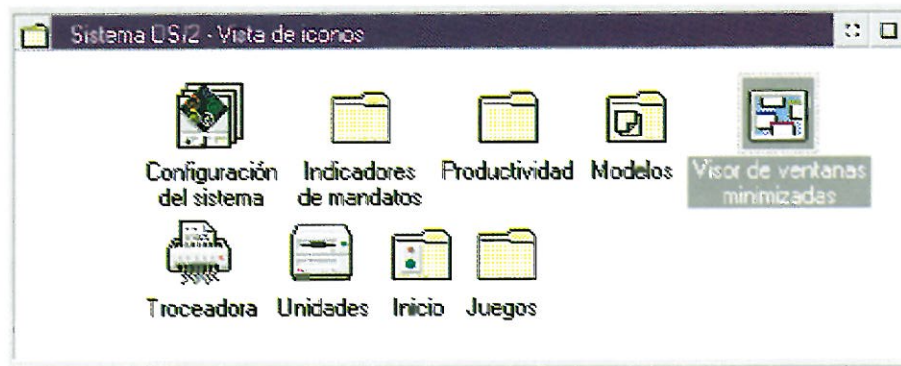 Sistema OS/2 - Vista de iconos
Configuración
del sistema
Indicadores
de mandatos
Productividad
Modelos
Visor de ventanas
minimizadas
Troceadora
Unidades
Inicio
Juegos